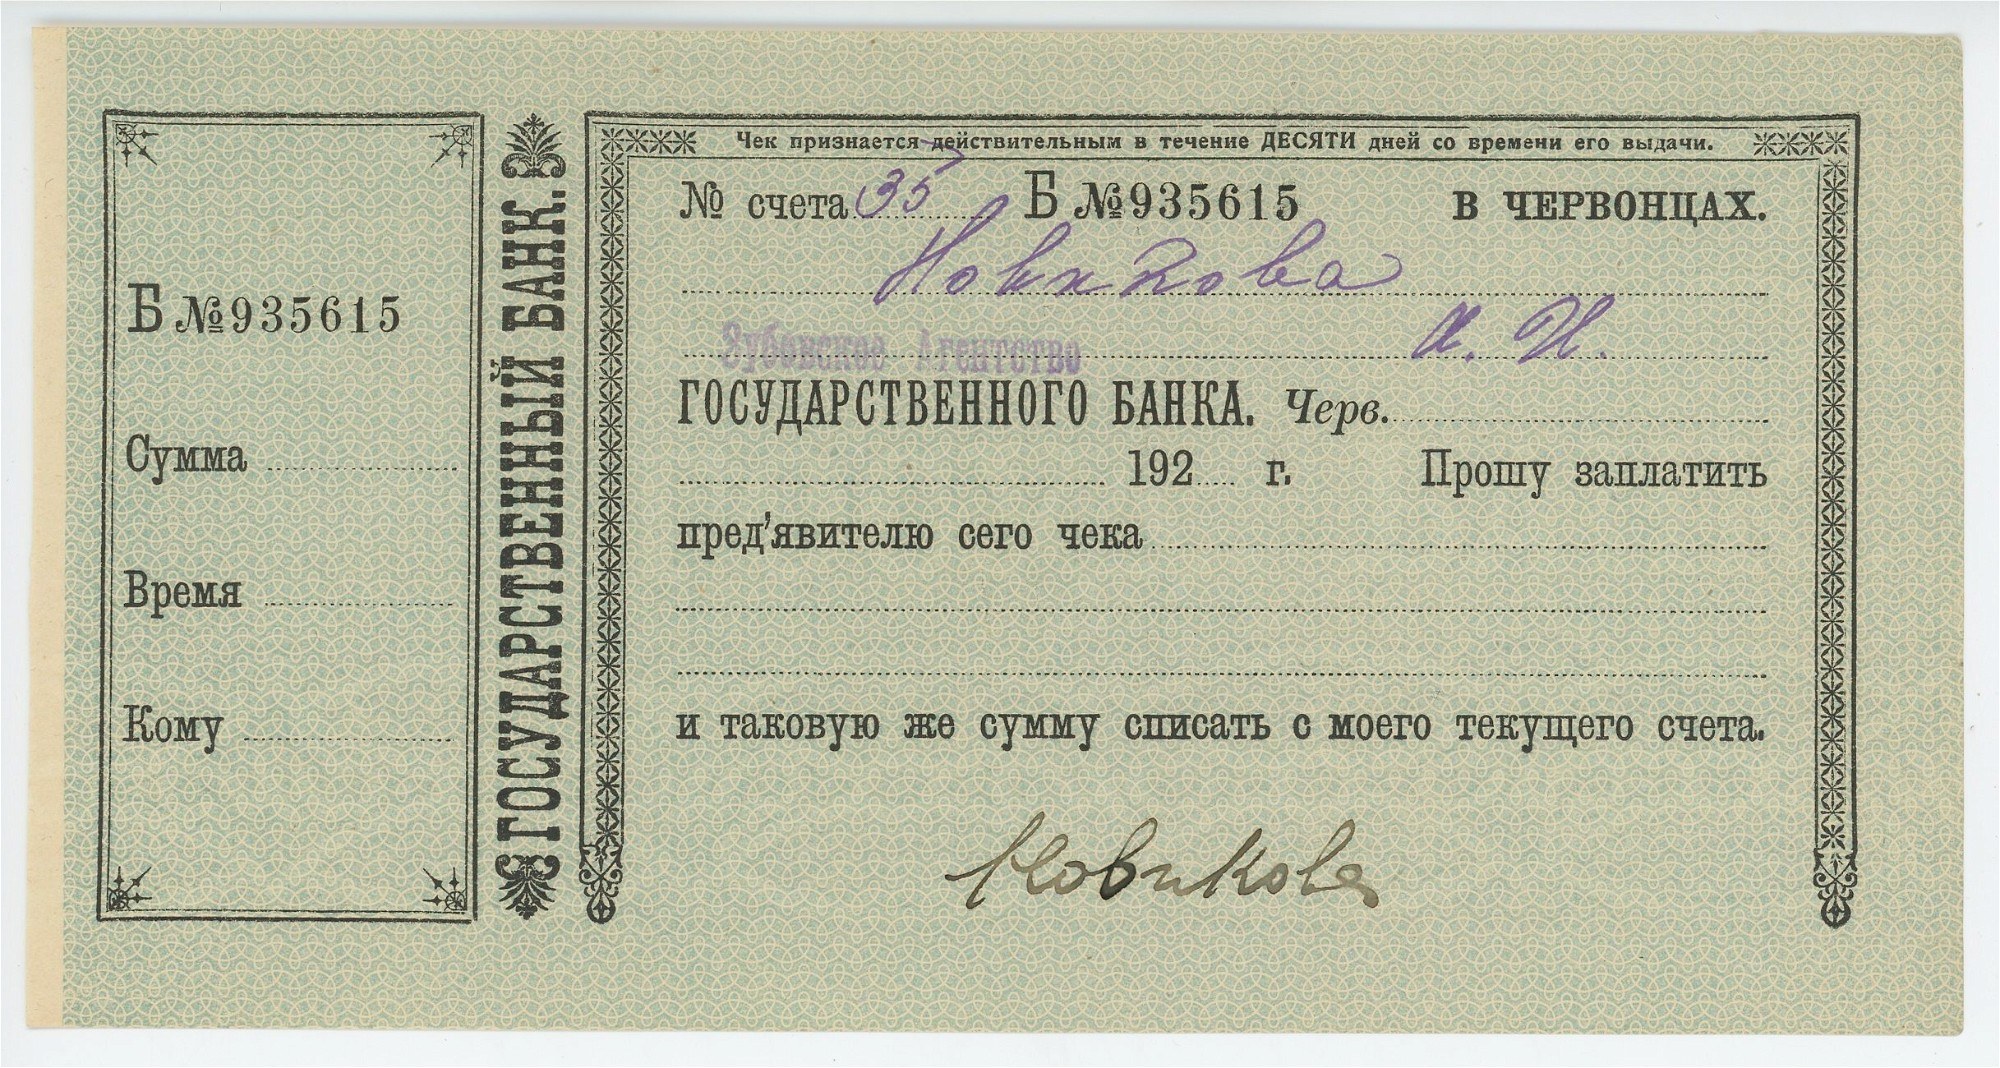 Б №935615
Сумма
Время
Кому
ГОСУДАРСТВЕННЫЙ БАНК.
Чек признается действительным в течение ДЕСЯТИ дней со времени его выдачи.
№ счета 35 Б №935615 В ЧЕРВОНЦАХ.
Новикова
Зубовское Агентство
ГОСУДАРСТВЕННОГО БАНКА. Черв.
192 г. Прошу заплатить
пред'явителю сего чека
и таковую же сумму списать с моего текущего счета.
Новикова